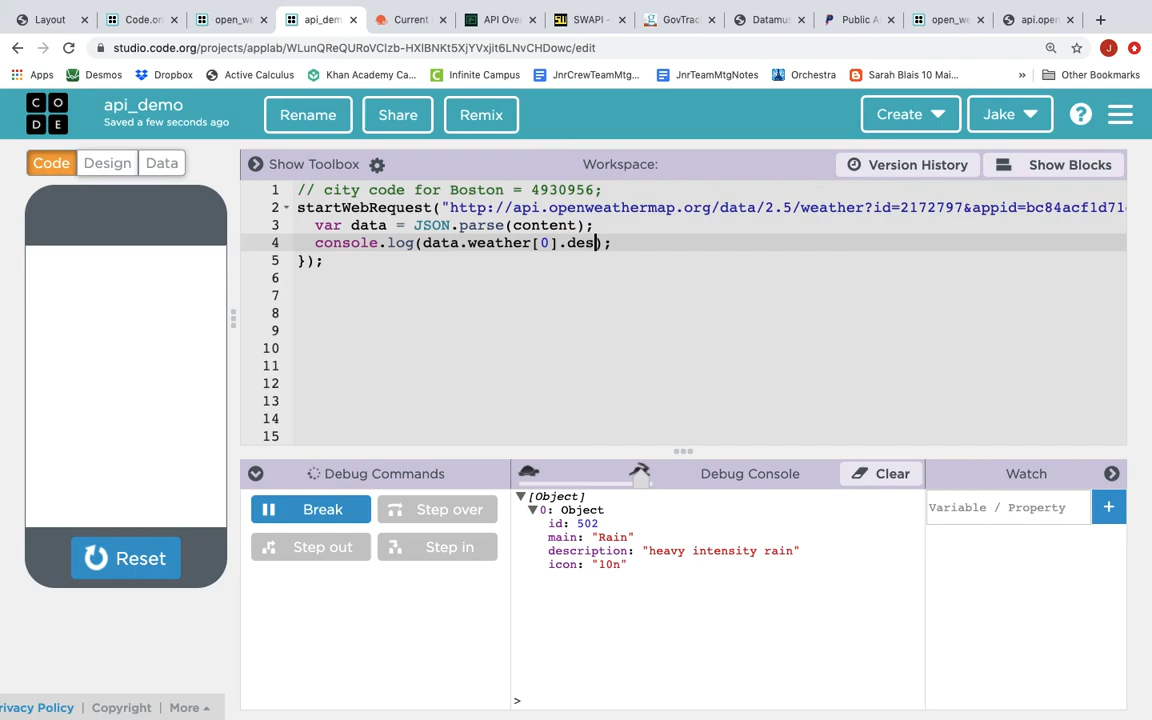 Layout
Code.or
open_we
api_dem
Current
API Ove
SWAPI -
GovTrac
Datamus
Public A
open_we
api.open
studio.code.org/projects/applab/WLunQReQURoVCIzb-HXIBNKt5XjYVxjit6LNvCHDowc/edit
J
Apps
Desmos
Dropbox
Active Calculus
Khan Academy Ca...
Infinite Campus
JnrCrewTeamMtg...
JnrTeamMtgNotes
Orchestra
Sarah Blais 10 Mai...
»
Other Bookmarks
C O
D E
api_demo
Saved a few seconds ago
Rename
Share
Remix
Create
Jake
?
Code
Design
Data
Show Toolbox
Workspace:
Version History
Show Blocks
1 // city code for Boston = 4930956;
2 startWebRequest("http://api.openweathermap.org/data/2.5/weather?id=2172797&appid=bc84acf1d71
3 var data = JSON.parse(content);
4 console.log(data.weather[0].des);
5 });
6
7
8
9
10
11
12
13
14
15
Reset
Debug Commands
Break
Step over
Step out
Step in
Debug Console
Clear
Watch
[Object]
0: Object
id: 502
main: "Rain"
description: "heavy intensity rain"
icon: "10n"
>
Variable / Property
+
rivacy Policy | Copyright | More